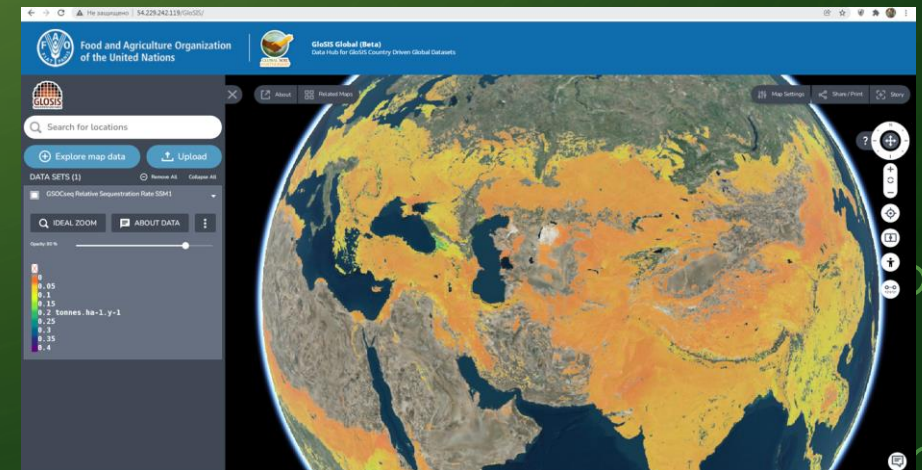 Не защищено | 54.229.242.119/GloSIS/
Food and Agriculture Organization
of the United Nations
GloSIS Global (Beta)
Data Hub for GloSIS Country Driven Global Datasets
GLOSIS
About
Related Maps
Map Settings
Share/Print
Story
Search for locations
Explore map data
Upload
DATA SETS (1)
Remove All
Collapse All
GSOCseq Relative Sequestration Rate SSM1
IDEAL ZOOM
ABOUT DATA
0
0.05
0.1
0.15
0.2 tonnes.ha-1.y-1
0.25
0.3
0.35
0.4
?